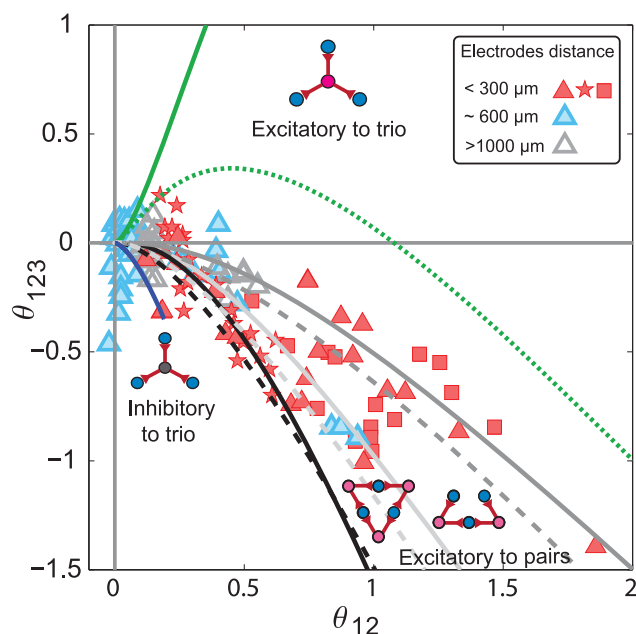 Electrodes distance
< 300 μm
~ 600 μm
>1000 μm
Excitatory to trio
Inhibitory
to trio
Excitatory to pairs
1
0.5
0
−0.5
−1
−1.5
θ123
0
0.5
1
1.5
2
θ12